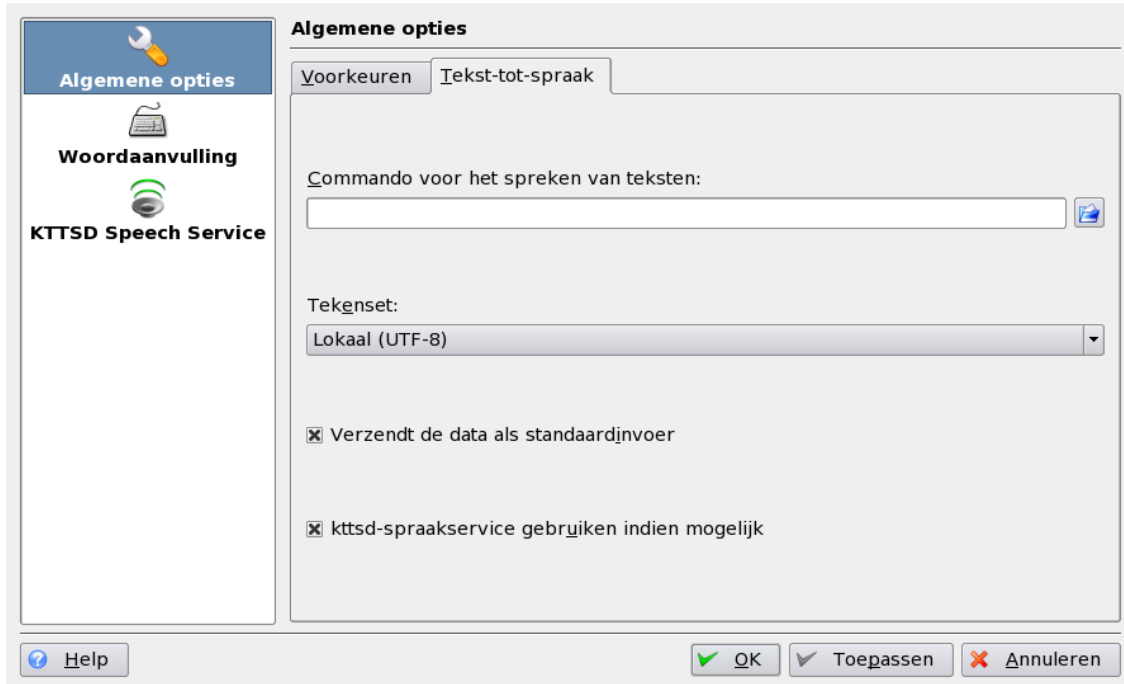 Algemene opties
Woordaanvulling
KTTSD Speech Service
Algemene opties
Voorkeuren
Tekst-tot-spraak
Commando voor het spreken van teksten:
Tekenset:
Lokaal (UTF-8)
Verzendt de data als standaardinvoer
kttsd-spraakservice gebruiken indien mogelijk
Help
OK
Toepassen
Annuleren